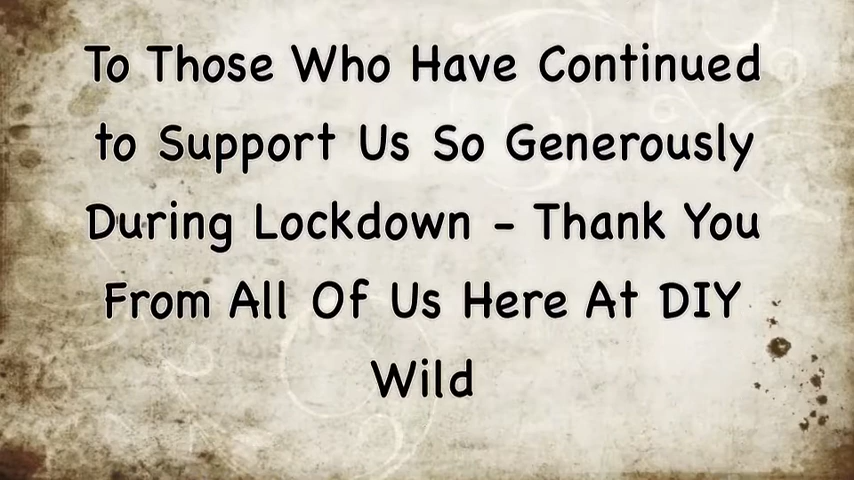 To Those Who Have Continued
to Support Us So Generously
During Lockdown - Thank You
From All Of Us Here At DIY
Wild